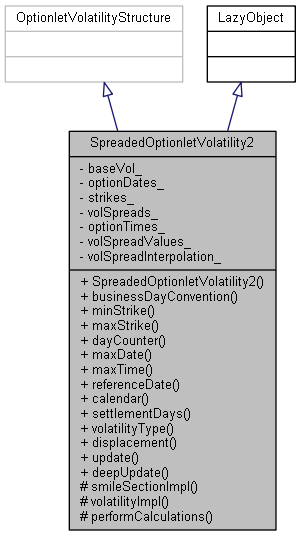 OptionletVolatilityStructure
LazyObject
SpreadedOptionletVolatility2
- baseVol_
- optionDates_
- strikes_
- volSpreads_
- optionTimes_
- volSpreadValues_
- volSpreadInterpolation_
+ SpreadedOptionletVolatility2()
+ businessDayConvention()
+ minStrike()
+ maxStrike()
+ dayCounter()
+ maxDate()
+ maxTime()
+ referenceDate()
+ calendar()
+ settlementDays()
+ volatilityType()
+ displacement()
+ update()
+ deepUpdate()
# smileSectionImpl()
# volatilityImpl()
# performCalculations()